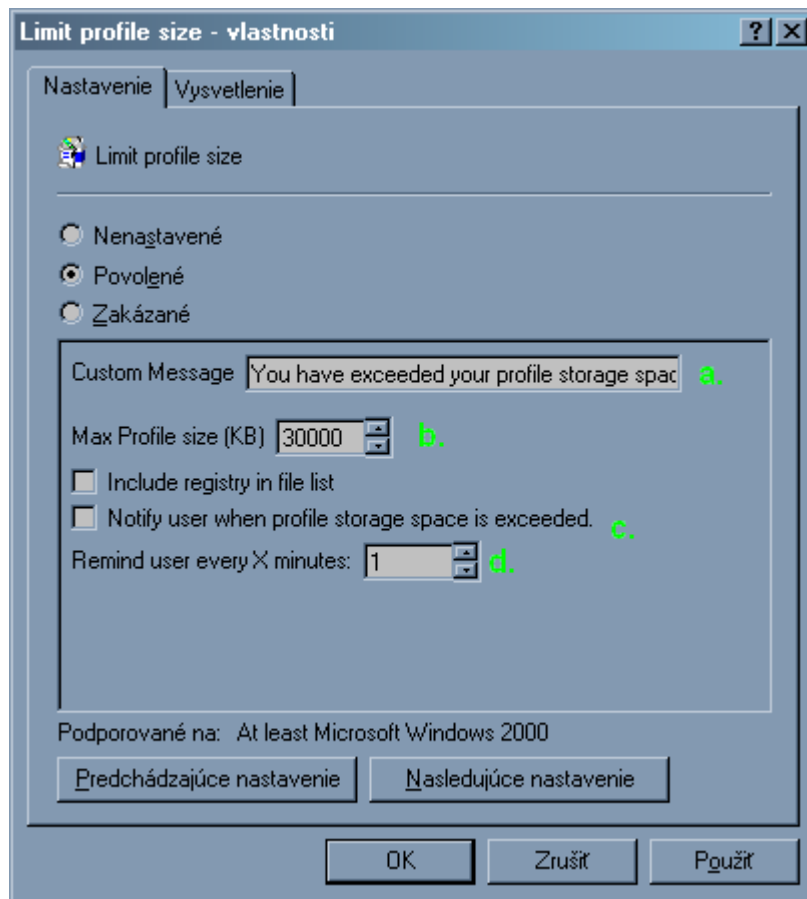 Limit profile size - vlastnosti
Nastavenie Vysvetlenie
Limit profile size
Nenastavené
Povolené
Zakázané
Custom Message You have exceeded your profile storage spac a.
Max Profile size (KB) 30000 b.
Include registry in file list
Notify user when profile storage space is exceeded. c.
Remind user every X minutes: 1 d.
Podporované na: At least Microsoft Windows 2000
Predchádzajúce nastavenie Nasledujúce nastavenie
OK Zrušiť Použiť